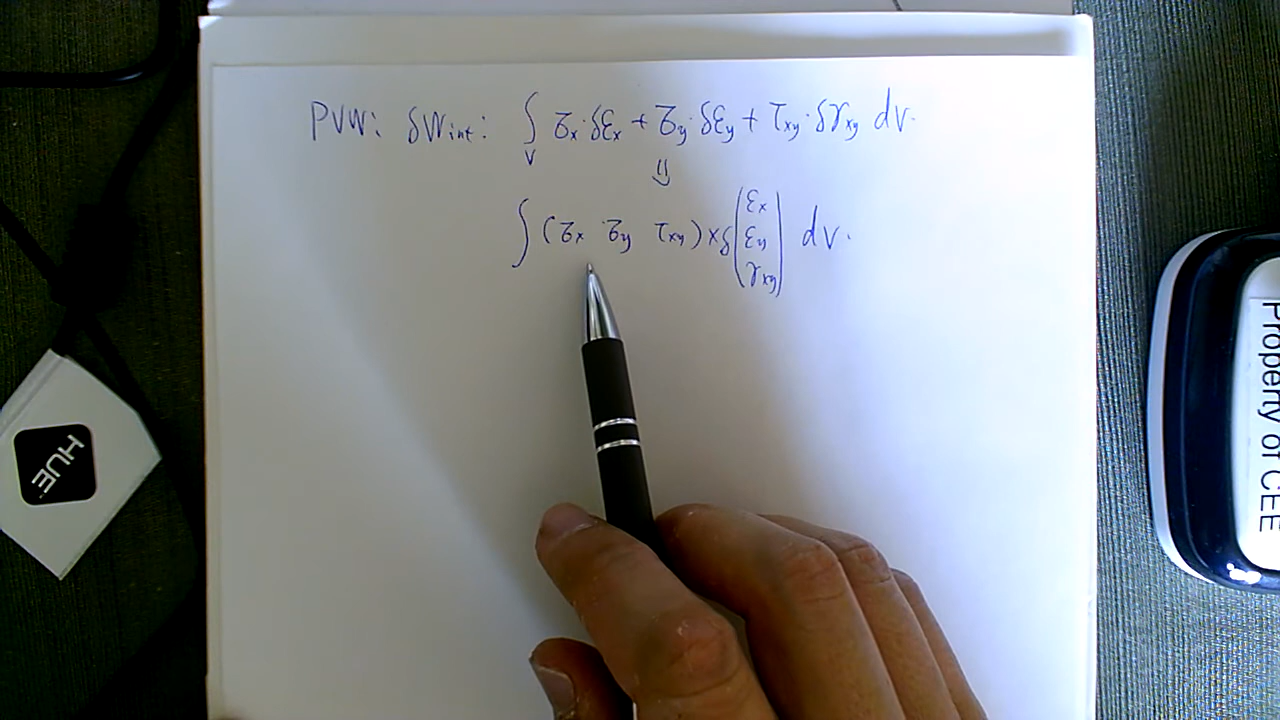 PVW: δWint: ∫V σx·δεx + σy·δεy + τxy·δγxy dv.
⇓
∫ (σx σy τxy) × δ (εx εy γxy) dv.
HUE
Property of CEE